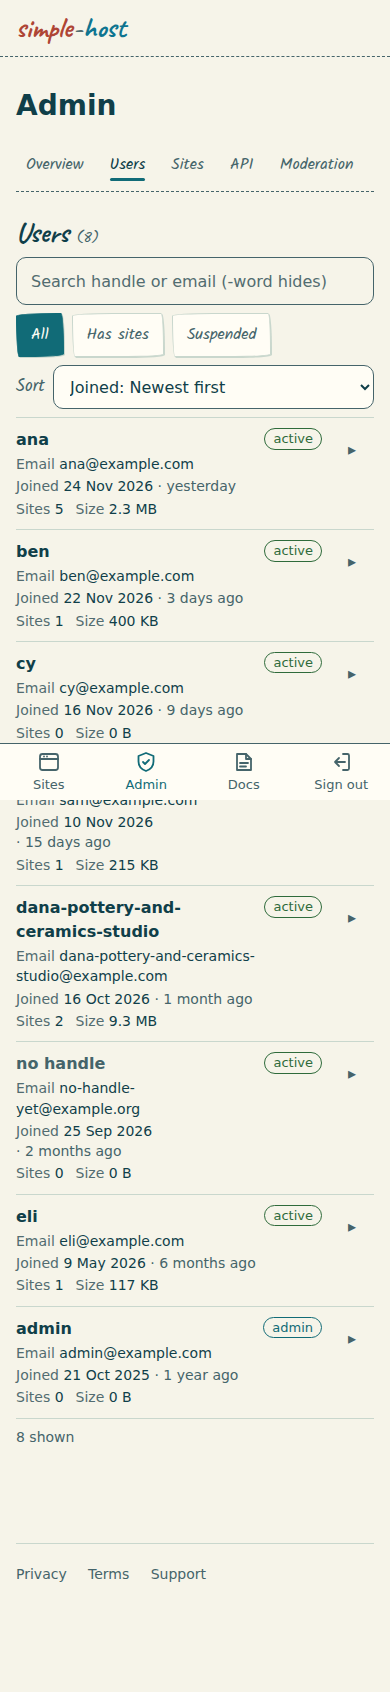 simple-host
Admin
Overview Users Sites API Moderation
Users (8)
Search handle or email (-word hides)
All Has sites Suspended
Sort Joined: Newest first
ana active
Email ana@example.com
Joined 24 Nov 2026 · yesterday
Sites 5 Size 2.3 MB
ben active
Email ben@example.com
Joined 22 Nov 2026 · 3 days ago
Sites 1 Size 400 KB
cy active
Email cy@example.com
Joined 16 Nov 2026 · 9 days ago
Sites 0 Size 0 B
Sites Admin Docs Sign out
Email sam@example.com
Joined 10 Nov 2026
· 15 days ago
Sites 1 Size 215 KB
dana-pottery-and- active
ceramics-studio
Email dana-pottery-and-ceramics-
studio@example.com
Joined 16 Oct 2026 · 1 month ago
Sites 2 Size 9.3 MB
no handle active
Email no-handle-
yet@example.org
Joined 25 Sep 2026
· 2 months ago
Sites 0 Size 0 B
eli active
Email eli@example.com
Joined 9 May 2026 · 6 months ago
Sites 1 Size 117 KB
admin admin
Email admin@example.com
Joined 21 Oct 2025 · 1 year ago
Sites 0 Size 0 B
8 shown
Privacy Terms Support